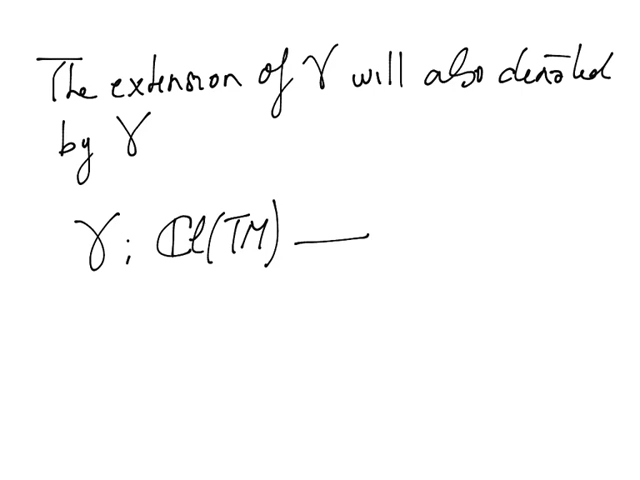 The extension of γ will also denoted
by γ
γ : ℂl(TM) —